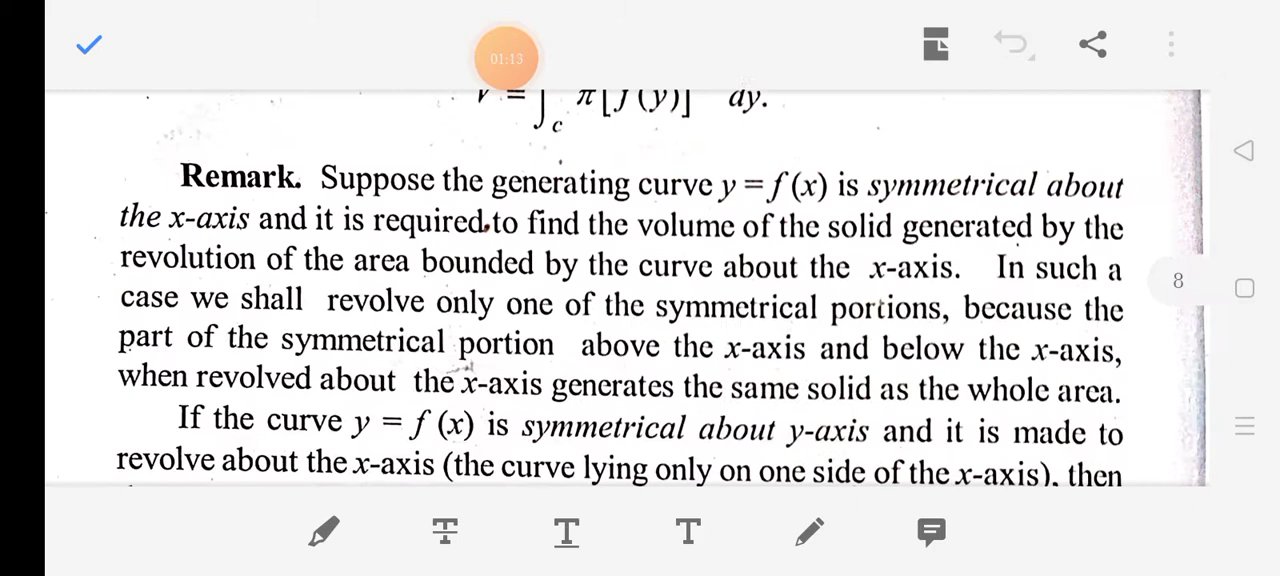 01:13
V = ∫c π [f (y)] dy.
Remark. Suppose the generating curve y = f (x) is symmetrical about
the x-axis and it is required to find the volume of the solid generated by the
revolution of the area bounded by the curve about the x-axis. In such a
case we shall revolve only one of the symmetrical portions, because the
part of the symmetrical portion above the x-axis and below the x-axis,
when revolved about the x-axis generates the same solid as the whole area.
If the curve y = f (x) is symmetrical about y-axis and it is made to
revolve about the x-axis (the curve lying only on one side of the x-axis), then
8